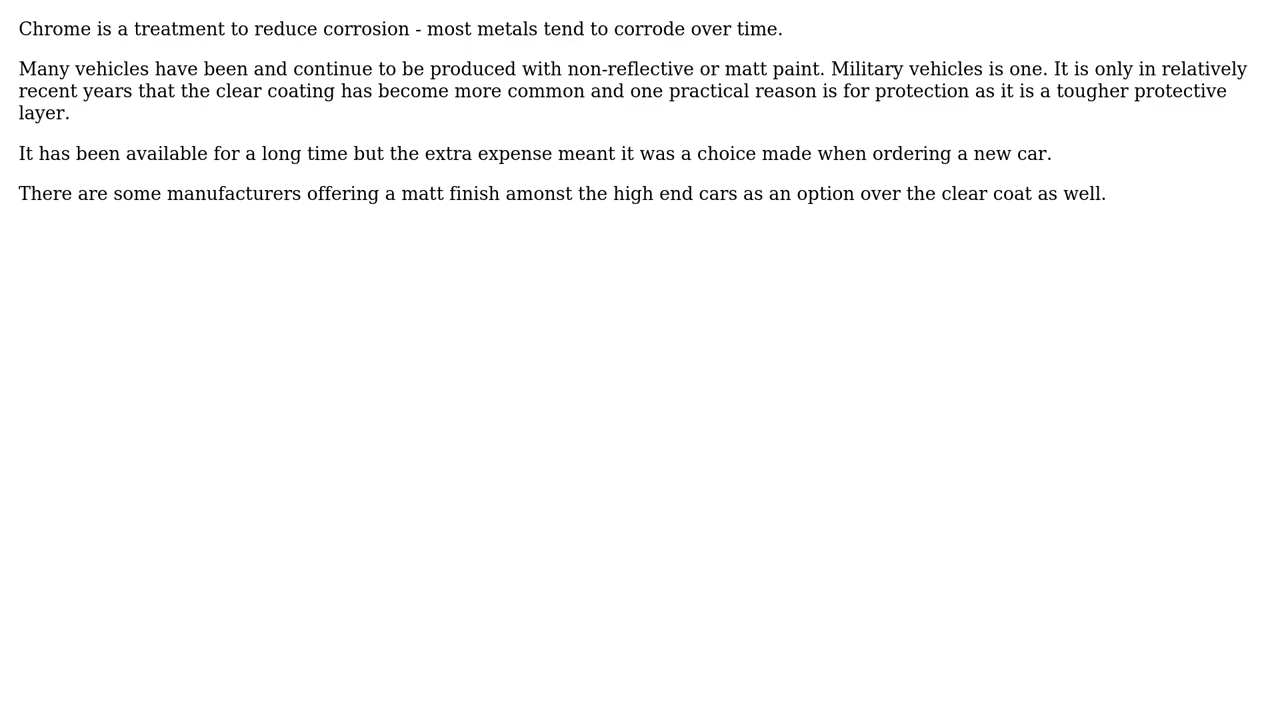 Chrome is a treatment to reduce corrosion - most metals tend to corrode over time.
Many vehicles have been and continue to be produced with non-reflective or matt paint. Military vehicles is one. It is only in relatively
recent years that the clear coating has become more common and one practical reason is for protection as it is a tougher protective
layer.
It has been available for a long time but the extra expense meant it was a choice made when ordering a new car.
There are some manufacturers offering a matt finish amonst the high end cars as an option over the clear coat as well.